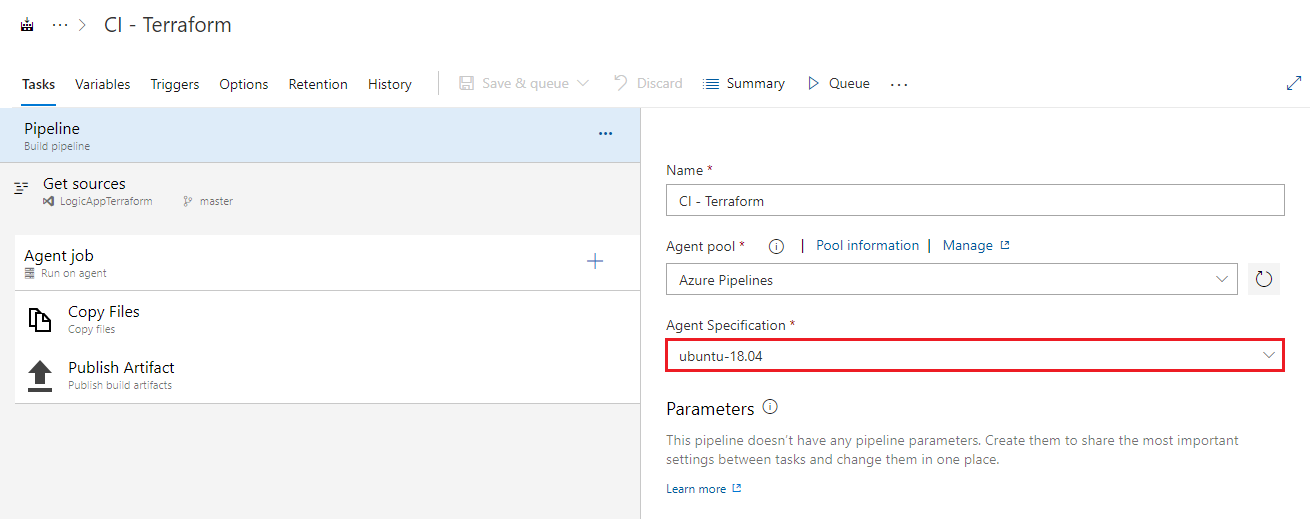 ··· > CI - Terraform
Tasks Variables Triggers Options Retention History Save & queue Discard Summary Queue ...
Pipeline ...
Build pipeline
Get sources
LogicAppTerraform master
Agent job +
Run on agent
Copy Files
Copy files
Publish Artifact
Publish build artifacts
Name *
CI - Terraform
Agent pool * | Pool information | Manage
Azure Pipelines
Agent Specification *
ubuntu-18.04
Parameters
This pipeline doesn't have any pipeline parameters. Create them to share the most important
settings between tasks and change them in one place.
Learn more